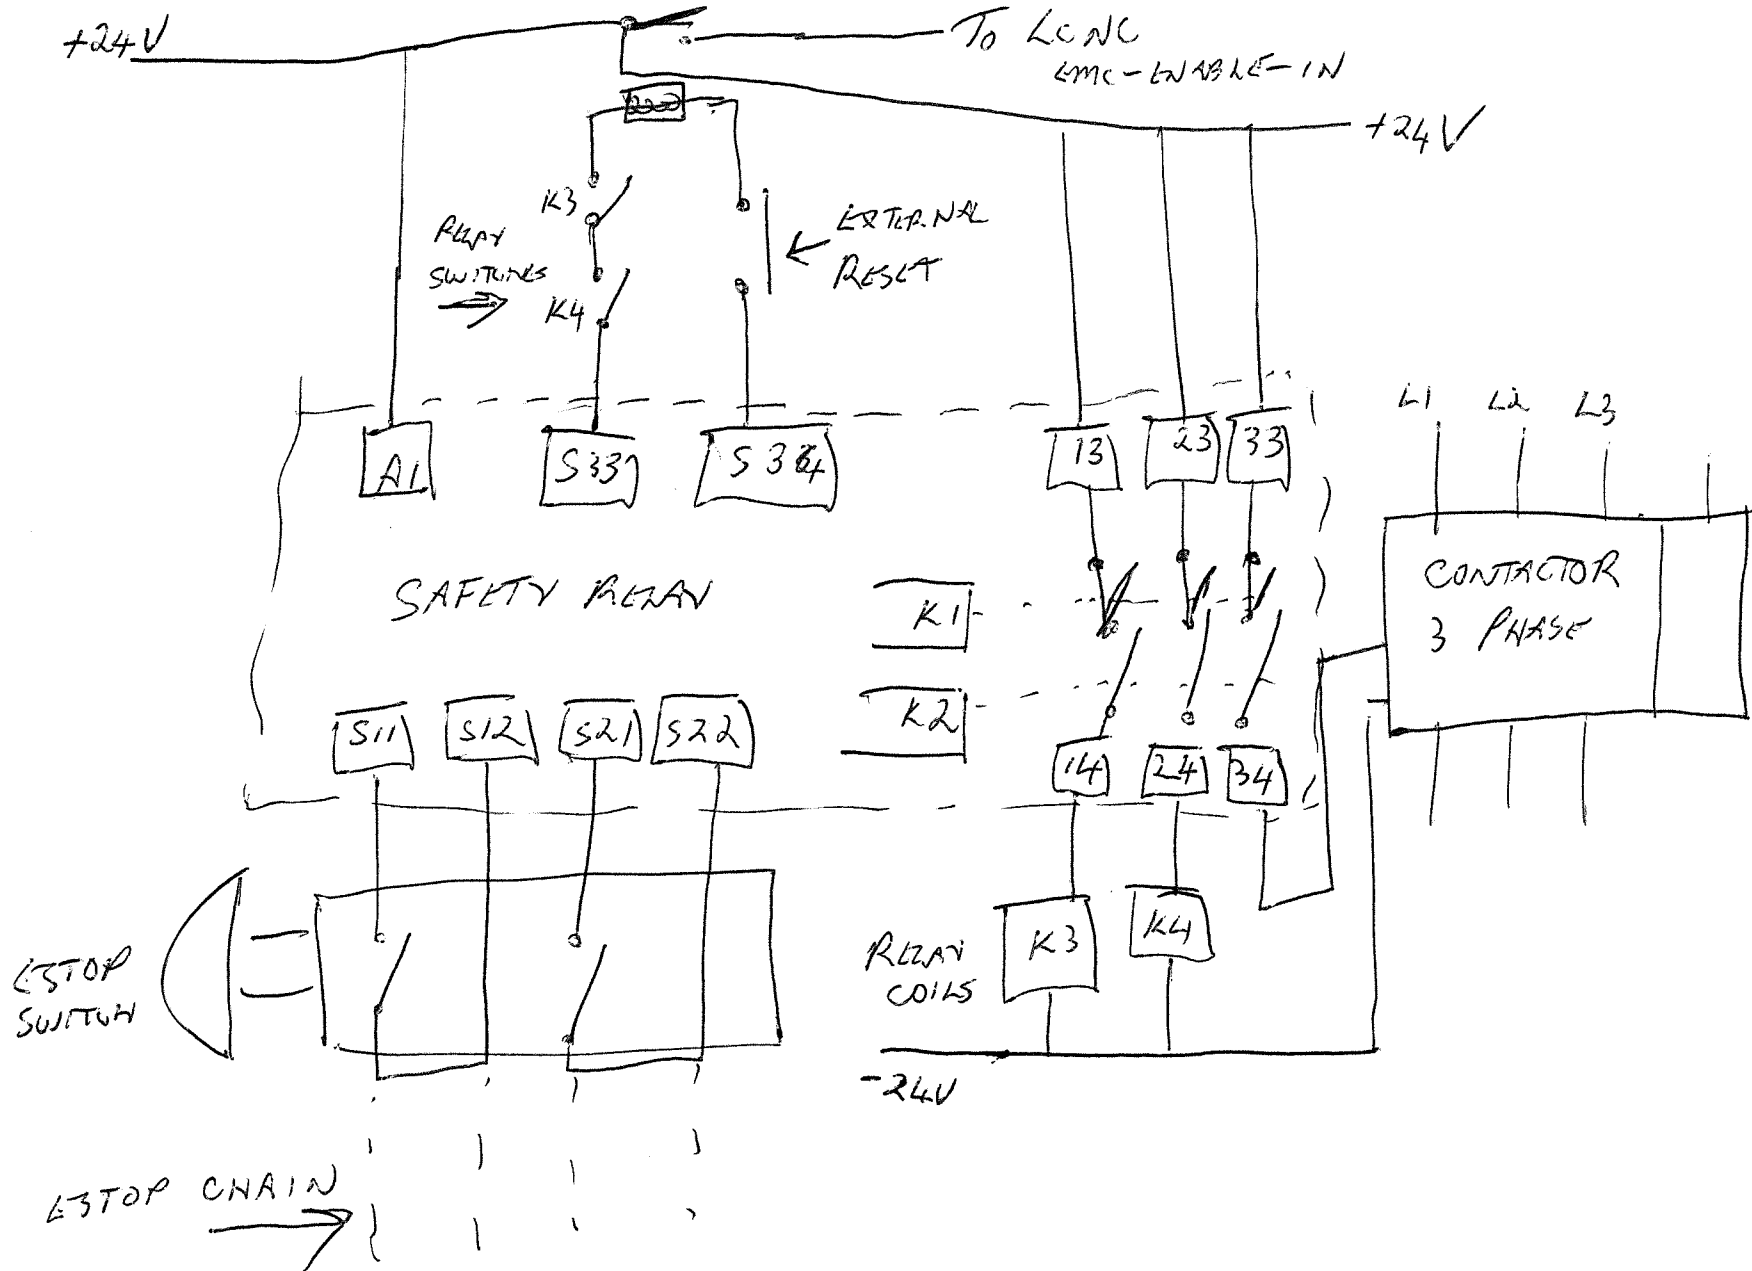 +24V
TO LCNC
EMC-ENABLE-IN
+24V
K3
RELAY
SWITCHES
K4
EXTERNAL
RESET
L1 L2 L3
A1 S33 S34 13 23 33
CONTACTOR
3 PHASE
SAFETY RELAY
K1
K2
S11 S12 S21 S22
14 24 34
K3 K4
RELAY
COILS
ESTOP
SWITCH
-24V
ESTOP CHAIN